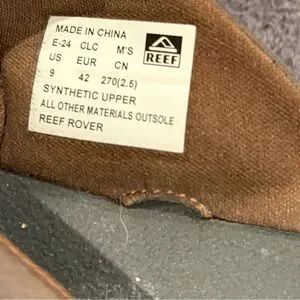 MADE IN CHINA
E-24 CLC M'S
US EUR CN
9 42 270(2.5)
SYNTHETIC UPPER
ALL OTHER MATERIALS OUTSOLE
REEF ROVER
REEF